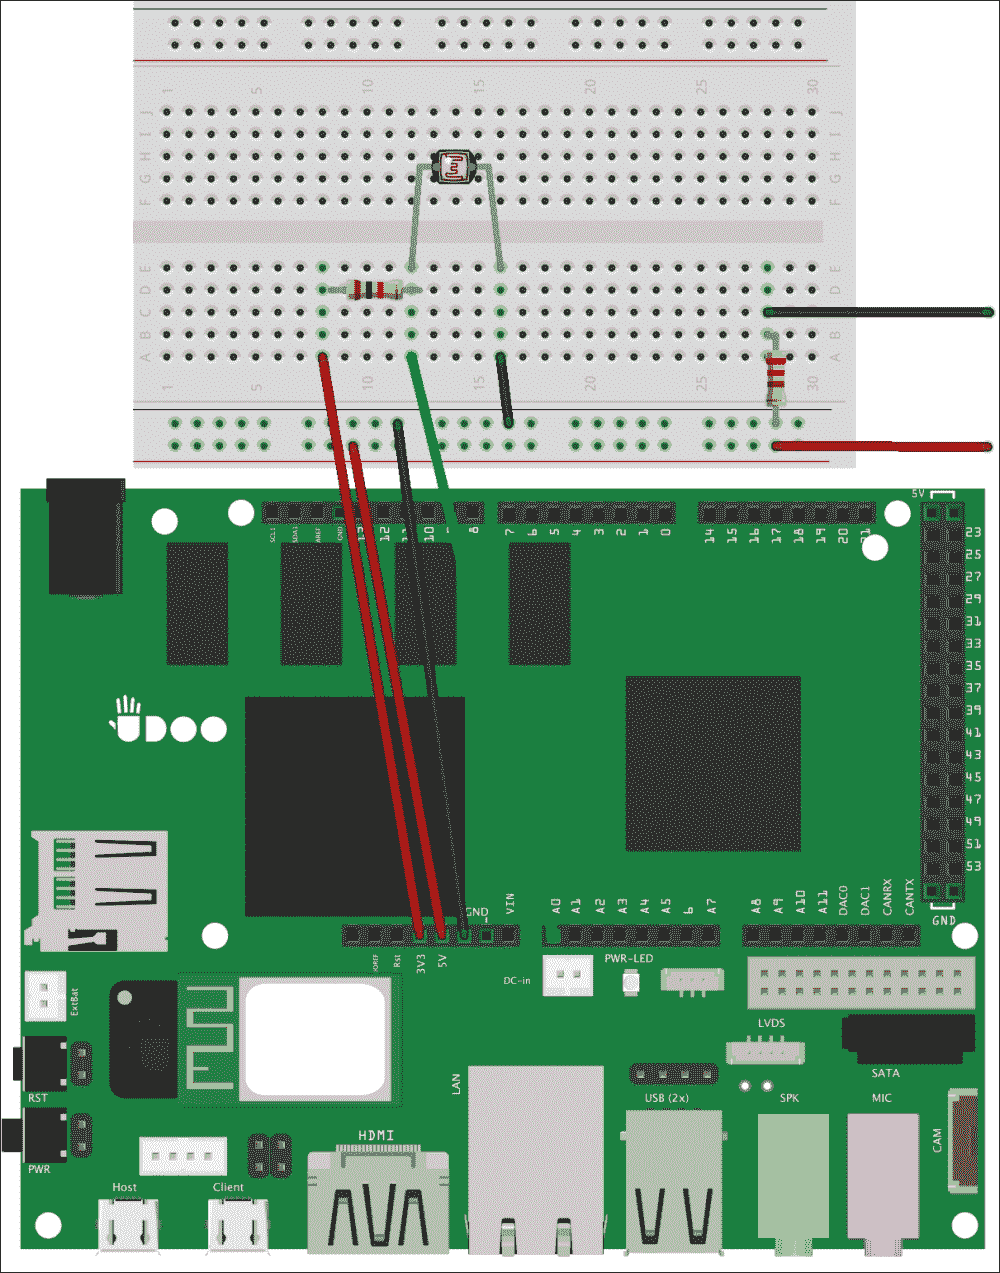 1 5 10 15 20 25 30
J J
I I
H H
G G
F F
E E
D D
C C
B B
A A
1 5 10 15 20 25 30
5V
SCL1 SDA1 AREF GND 13 12 11 10 8 7 6 5 4 3 2 1 0 14 15 16 17 18 19 20 21
23
25
27
29
31
33
35
37
39
41
43
45
47
49
51
53
GND
GND VIN A0 A1 A2 A3 A4 A5 6 A7 A8 A9 A10 A11 DAC0 DAC1 CANRX CANTX
IOREF Rst 3V3 5V
DC-in
PWR-LED
ExtBat
LVDS
SATA
RST
LAN
USB (2x)
SPK
MIC
CAM
HDMI
PWR
Host
Client